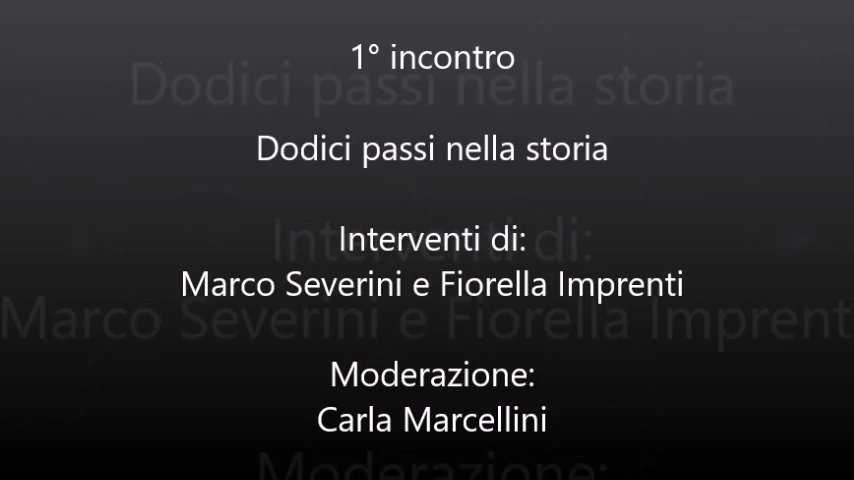 1° incontro
Dodici passi nella storia
Interventi di:
Marco Severini e Fiorella Imprenti
Moderazione:
Carla Marcellini